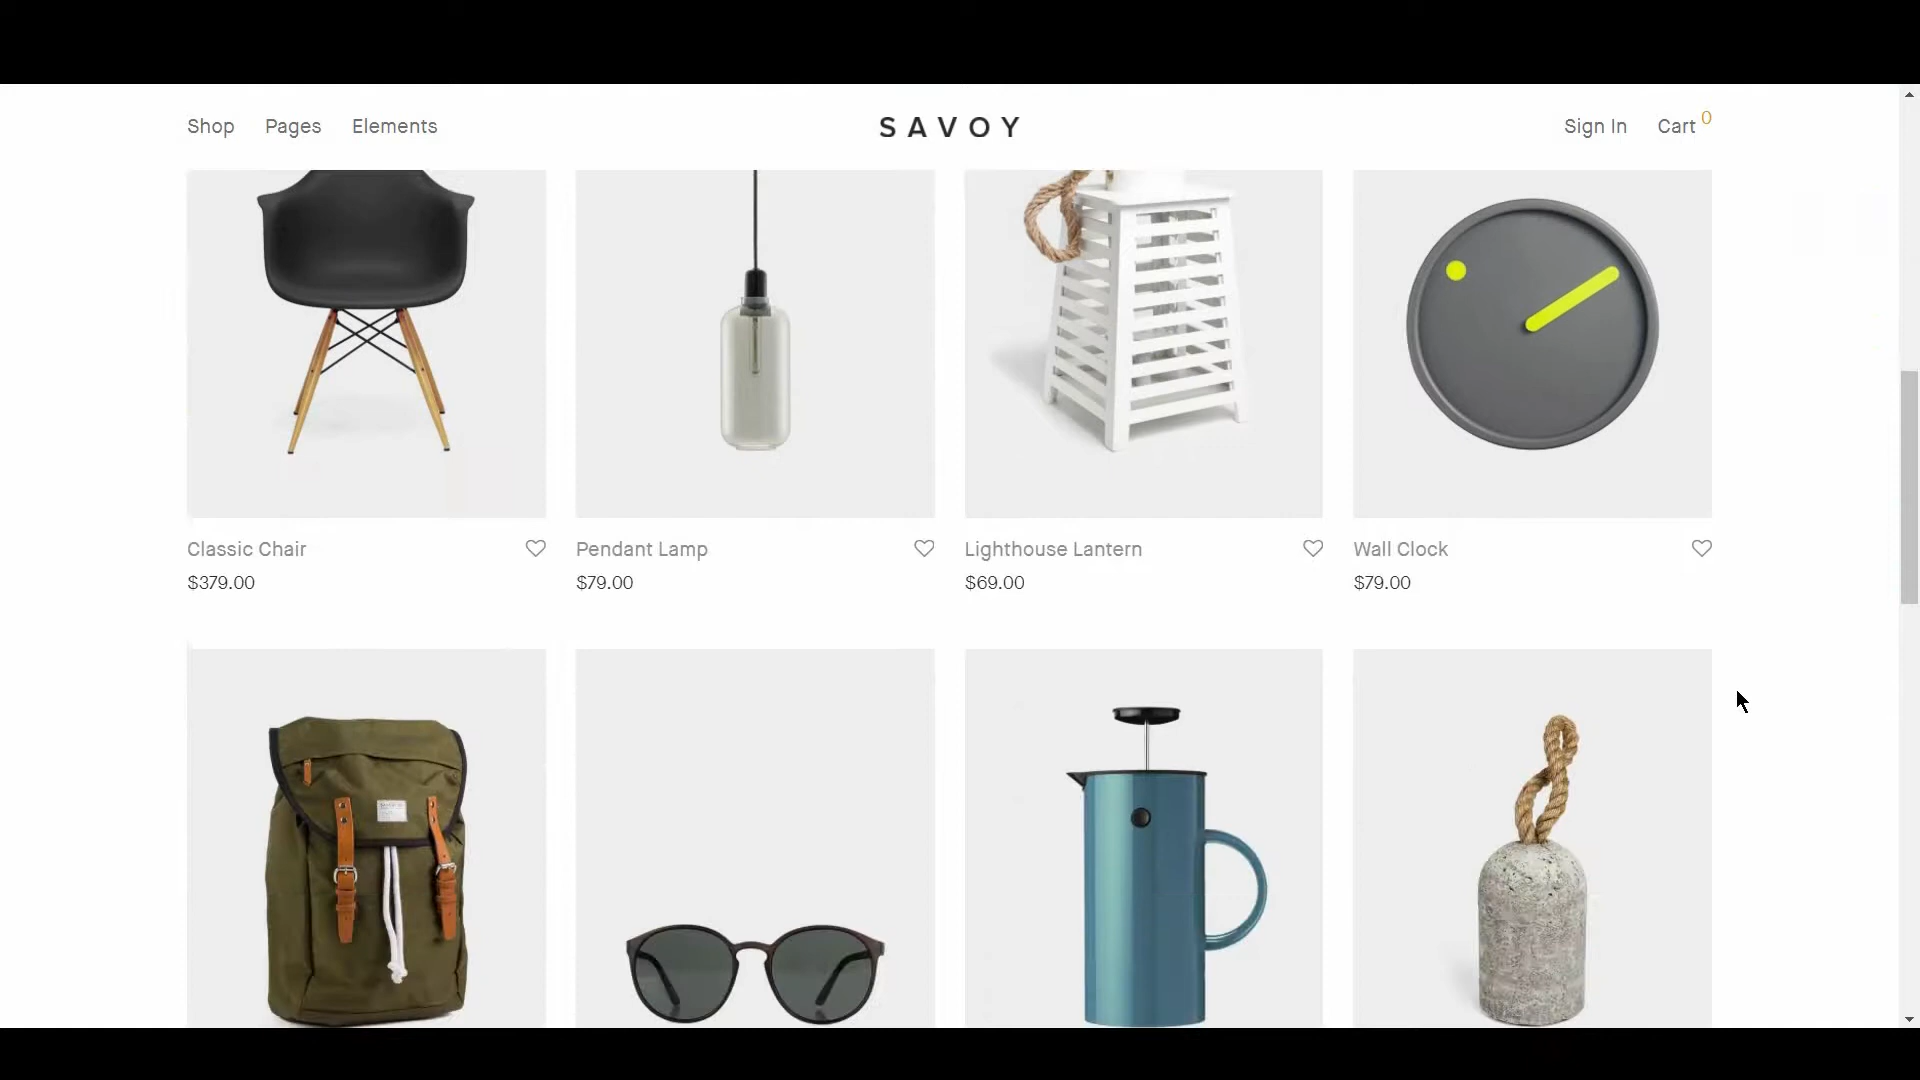 Shop Pages Elements SAVOY Sign In Cart 0
Classic Chair Pendant Lamp Lighthouse Lantern Wall Clock
$379.00 $79.00 $69.00 $79.00